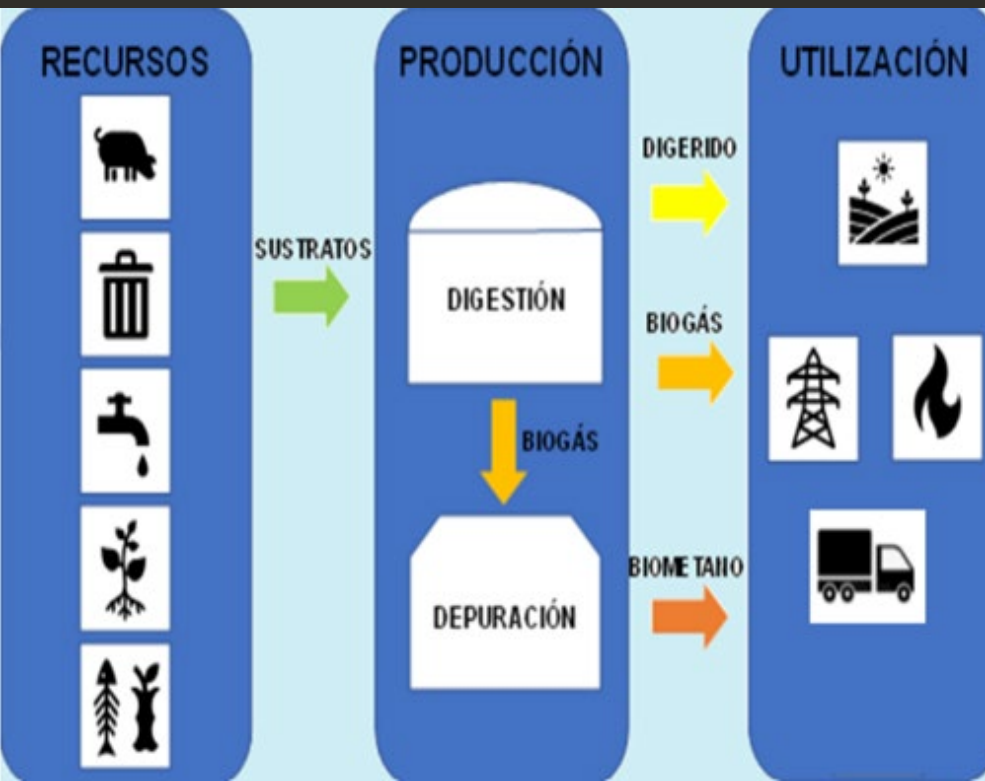 RECURSOS
PRODUCCIÓN
UTILIZACIÓN
SUSTRATOS
DIGESTIÓN
BIOGÁS
DEPURACIÓN
DIGERIDO
BIOGÁS
BIOMETANO